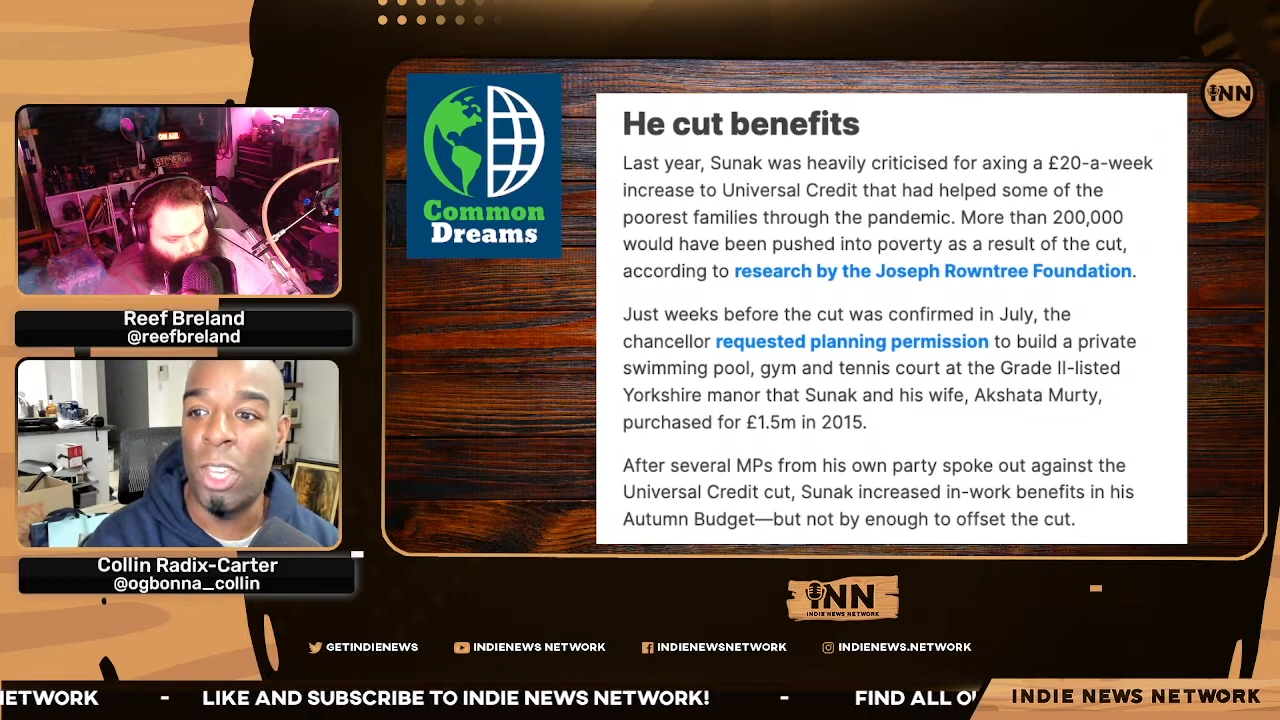 ON AIR
STONER
Reef Breland
@reefbreland
Collin Radix-Carter
@ogbonna_collin
Common
Dreams
He cut benefits
Last year, Sunak was heavily criticised for axing a £20-a-week
increase to Universal Credit that had helped some of the
poorest families through the pandemic. More than 200,000
would have been pushed into poverty as a result of the cut,
according to research by the Joseph Rowntree Foundation.
Just weeks before the cut was confirmed in July, the
chancellor requested planning permission to build a private
swimming pool, gym and tennis court at the Grade II-listed
Yorkshire manor that Sunak and his wife, Akshata Murty,
purchased for £1.5m in 2015.
After several MPs from his own party spoke out against the
Universal Credit cut, Sunak increased in-work benefits in his
Autumn Budget—but not by enough to offset the cut.
iNN
iNN
INDIE NEWS NETWORK
GETINDIENEWS
INDIENEWS NETWORK
INDIENEWSNETWORK
INDIENEWS.NETWORK
ETWORK - LIKE AND SUBSCRIBE TO INDIE NEWS NETWORK! - FIND ALL
INDIE NEWS NETWORK